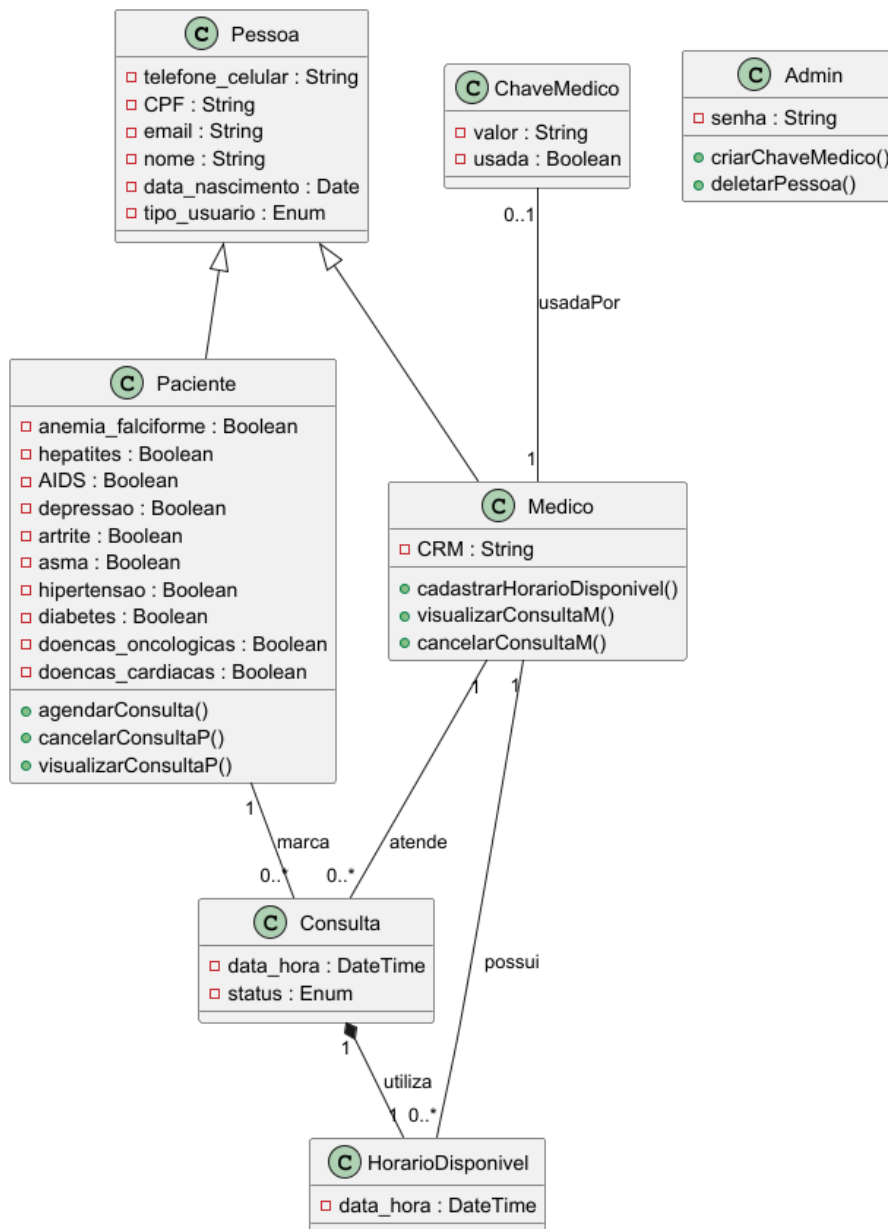 C Pessoa
telefone_celular : String
CPF : String
email : String
nome : String
data_nascimento : Date
tipo_usuario : Enum
C ChaveMedico
valor : String
usada : Boolean
C Admin
senha : String
criarChaveMedico()
deletarPessoa()
0..1
usadaPor
1
C Paciente
anemia_falciforme : Boolean
hepatites : Boolean
AIDS : Boolean
depressao : Boolean
artrite : Boolean
asma : Boolean
hipertensao : Boolean
diabetes : Boolean
doencas_oncologicas : Boolean
doencas_cardiacas : Boolean
agendarConsulta()
cancelarConsultaP()
visualizarConsultaP()
C Medico
CRM : String
cadastrarHorarioDisponivel()
visualizarConsultaM()
cancelarConsultaM()
1
1
1
marca
atende
0..*
0..*
C Consulta
data_hora : DateTime
status : Enum
possui
1
utiliza
1
0..*
C HorarioDisponivel
data_hora : DateTime